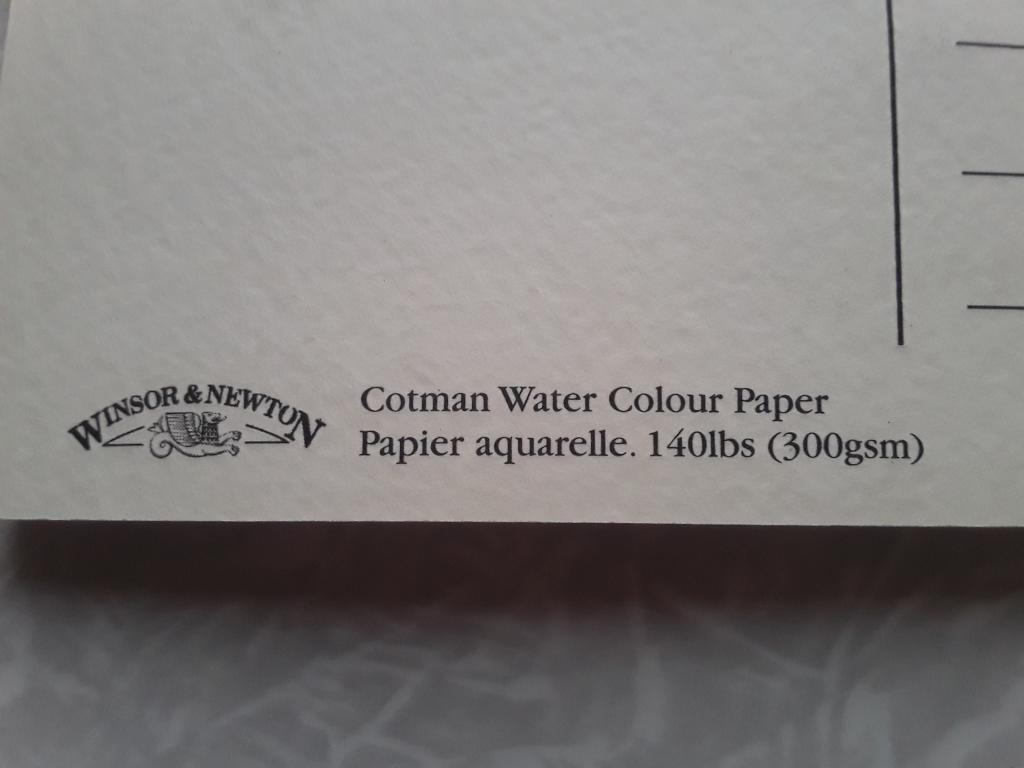 WINSOR & NEWTON
Cotman Water Colour Paper
Papier aquarelle. 140lbs (300gsm)